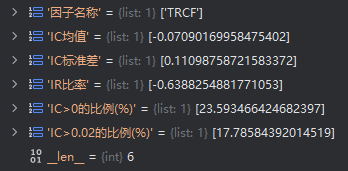 '因子名称' = {list: 1} ['TRCF']
'IC均值' = {list: 1} [-0.07090169958475402]
'IC标准差' = {list: 1} [0.11098758721583372]
'IR比率' = {list: 1} [-0.6388254881771053]
'IC>0的比例(%)' = {list: 1} [23.593466424682397]
'IC>0.02的比例(%)' = {list: 1} [17.78584392014519]
10
01 __len__ = {int} 6